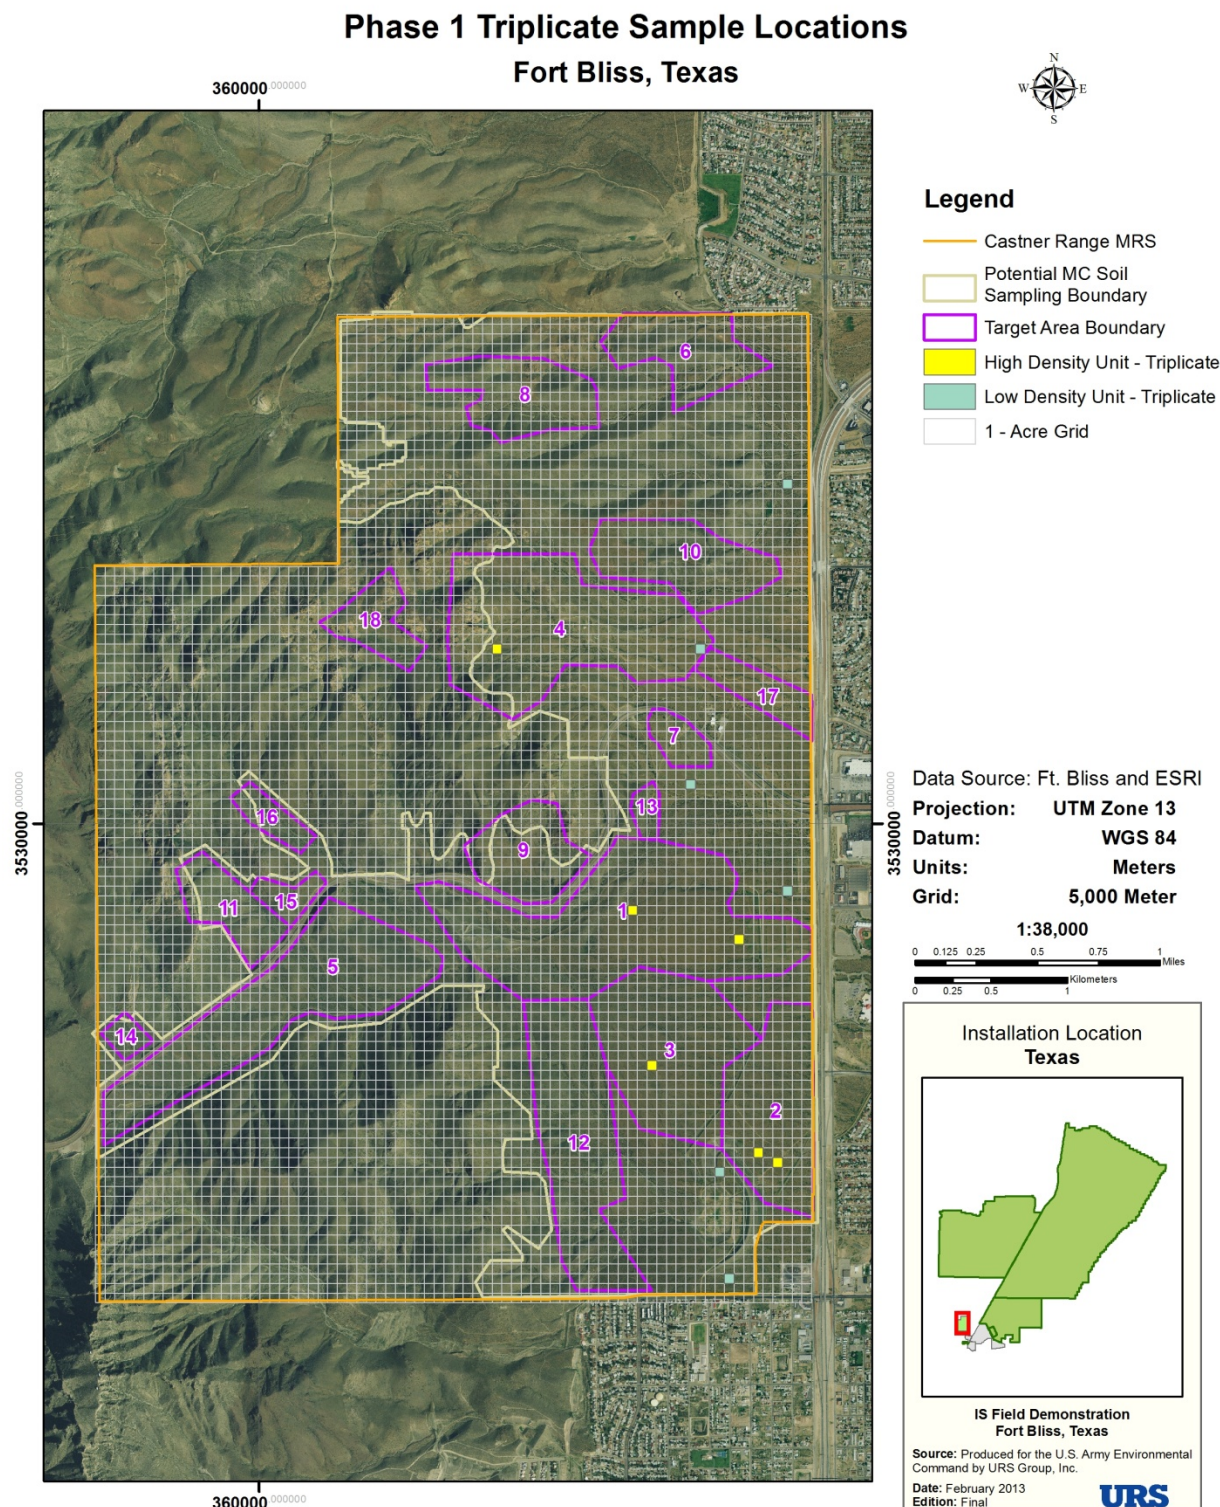 Phase 1 Triplicate Sample Locations
Fort Bliss, Texas
360000.000000
N
W E
S
Legend
Castner Range MRS
Potential MC Soil
Sampling Boundary
Target Area Boundary
High Density Unit - Triplicate
Low Density Unit - Triplicate
1 - Acre Grid
6
8
10
18
4
17
7
13
16
9
11
15
1
5
14
3
2
12
3530000.000000
3530000.000000
Data Source: Ft. Bliss and ESRI
Projection: UTM Zone 13
Datum: WGS 84
Units: Meters
Grid: 5,000 Meter
1:38,000
0 0.125 0.25 0.5 0.75 1
Miles
Kilometers
0 0.25 0.5 1
Installation Location
Texas
IS Field Demonstration
Fort Bliss, Texas
Source: Produced for the U.S. Army Environmental
Command by URS Group, Inc.
Date: February 2013
Edition: Final
URS
360000.000000